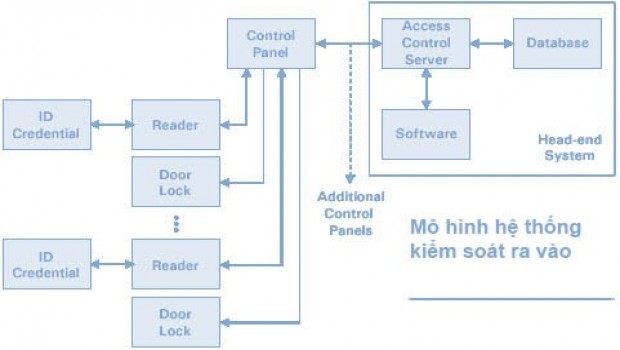 Control
Panel
Access
Control
Server
Database
Software
Head-end
System
ID
Credential
Reader
Door
Lock
Additional
Control
Panels
ID
Credential
Reader
Door
Lock
Mô hình hệ thống
kiểm soát ra vào